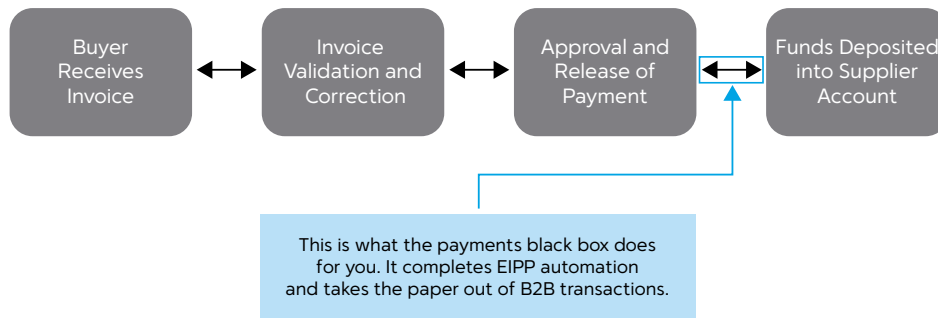 Buyer
Receives
Invoice
Invoice
Validation and
Correction
Approval and
Release of
Payment
Funds Deposited
into Supplier
Account
This is what the payments black box does
for you. It completes EIPP automation
and takes the paper out of B2B transactions.